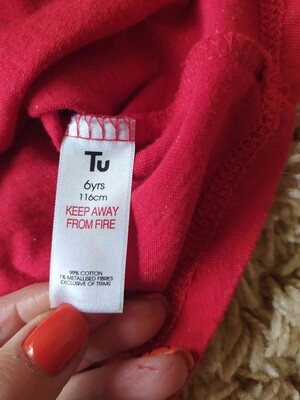 Tu
6yrs
116cm
KEEP AWAY
FROM FIRE
99% COTTON
1% METALLISED FIBRES
EXCLUSIVE OF TRIMS